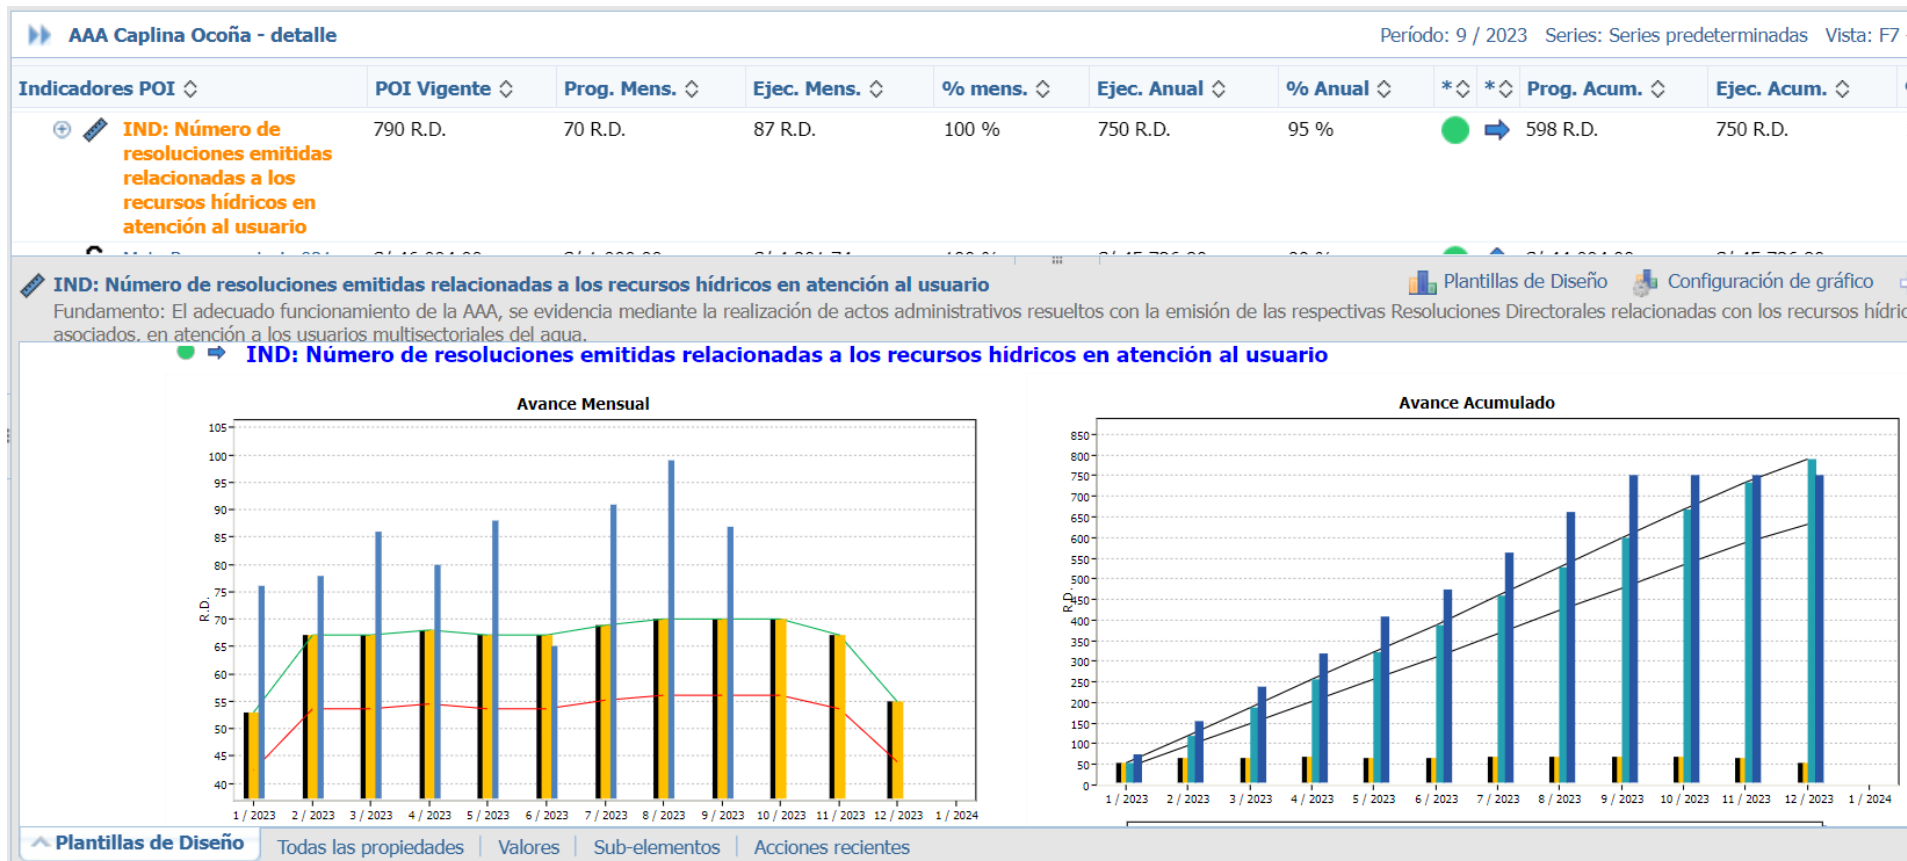 AAA Caplina Ocoña - detalle
Período: 9 / 2023 Series: Series predeterminadas Vista: F7
Indicadores POI POI Vigente Prog. Mens. Ejec. Mens. % mens. Ejec. Anual % Anual * * Prog. Acum. Ejec. Acum.
IND: Número de 790 R.D. 70 R.D. 87 R.D. 100 % 750 R.D. 95 % 598 R.D. 750 R.D.
resoluciones emitidas
relacionadas a los
recursos hídricos en
atención al usuario
IND: Número de resoluciones emitidas relacionadas a los recursos hídricos en atención al usuario
Plantillas de Diseño Configuración de gráfico
Fundamento: El adecuado funcionamiento de la AAA, se evidencia mediante la realización de actos administrativos resueltos con la emisión de las respectivas Resoluciones Directorales relacionadas con los recursos hídric
asociados, en atención a los usuarios multisectoriales del agua.
IND: Número de resoluciones emitidas relacionadas a los recursos hídricos en atención al usuario
Avance Mensual
105
100
95
90
85
80
75
70
65
60
55
50
45
40
R.D.
1 / 2023 2 / 2023 3 / 2023 4 / 2023 5 / 2023 6 / 2023 7 / 2023 8 / 2023 9 / 2023 10 / 2023 11 / 2023 12 / 2023 1 / 2024
Avance Acumulado
850
800
750
700
650
600
550
500
450
400
350
300
250
200
150
100
50
0
R.D.
1 / 2023 2 / 2023 3 / 2023 4 / 2023 5 / 2023 6 / 2023 7 / 2023 8 / 2023 9 / 2023 10 / 2023 11 / 2023 12 / 2023 1 / 2024
Plantillas de Diseño Todas las propiedades Valores Sub-elementos Acciones recientes